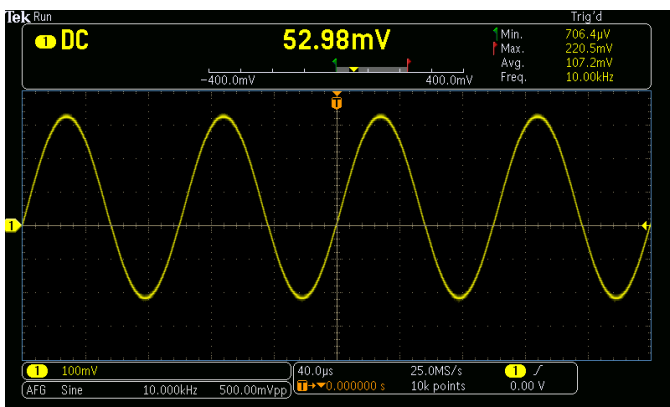 Tek Run Trig'd
1 DC 52.98mV
Min. 706.4µV
Max. 220.5mV
Avg. 107.2mV
Freq. 10.00kHz
-400.0mV 400.0mV
T
1
1 100mV
40.0µs 25.0MS/s 1
T→▼0.000000 s 10k points 0.00 V
AFG Sine 10.000kHz 500.00mVpp